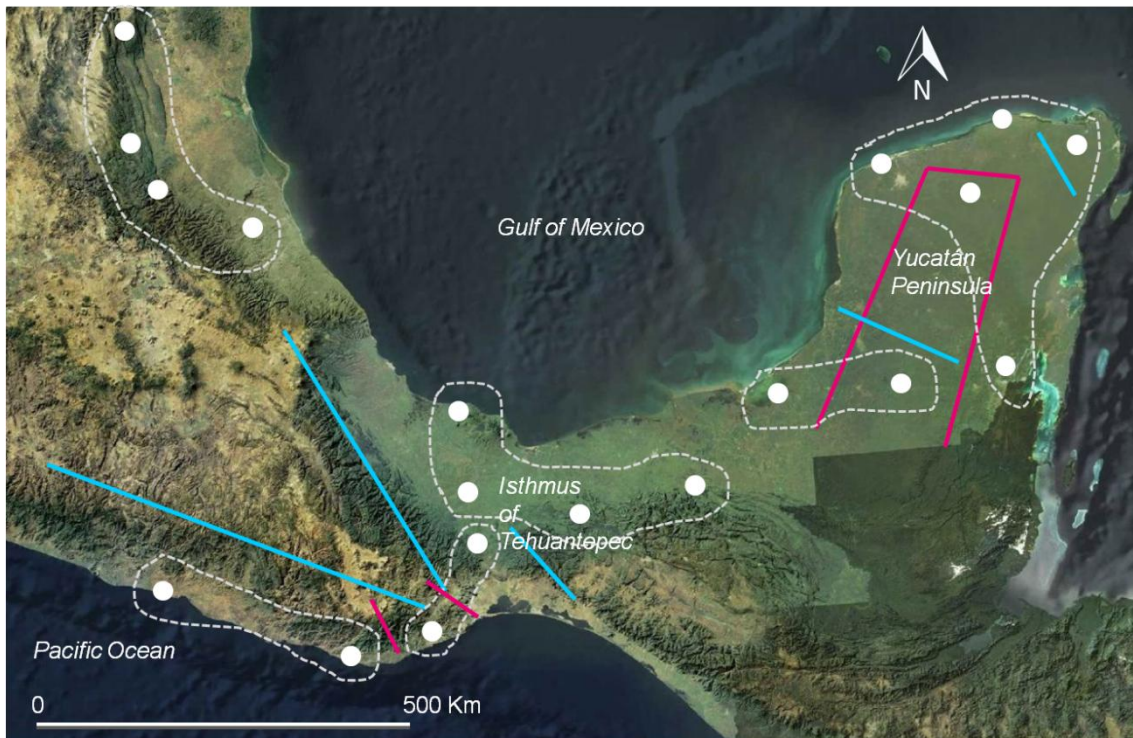 N
Gulf of Mexico
Yucatán
Peninsula
Isthmus
of
Tehuantepec
Pacific Ocean
0
500 Km